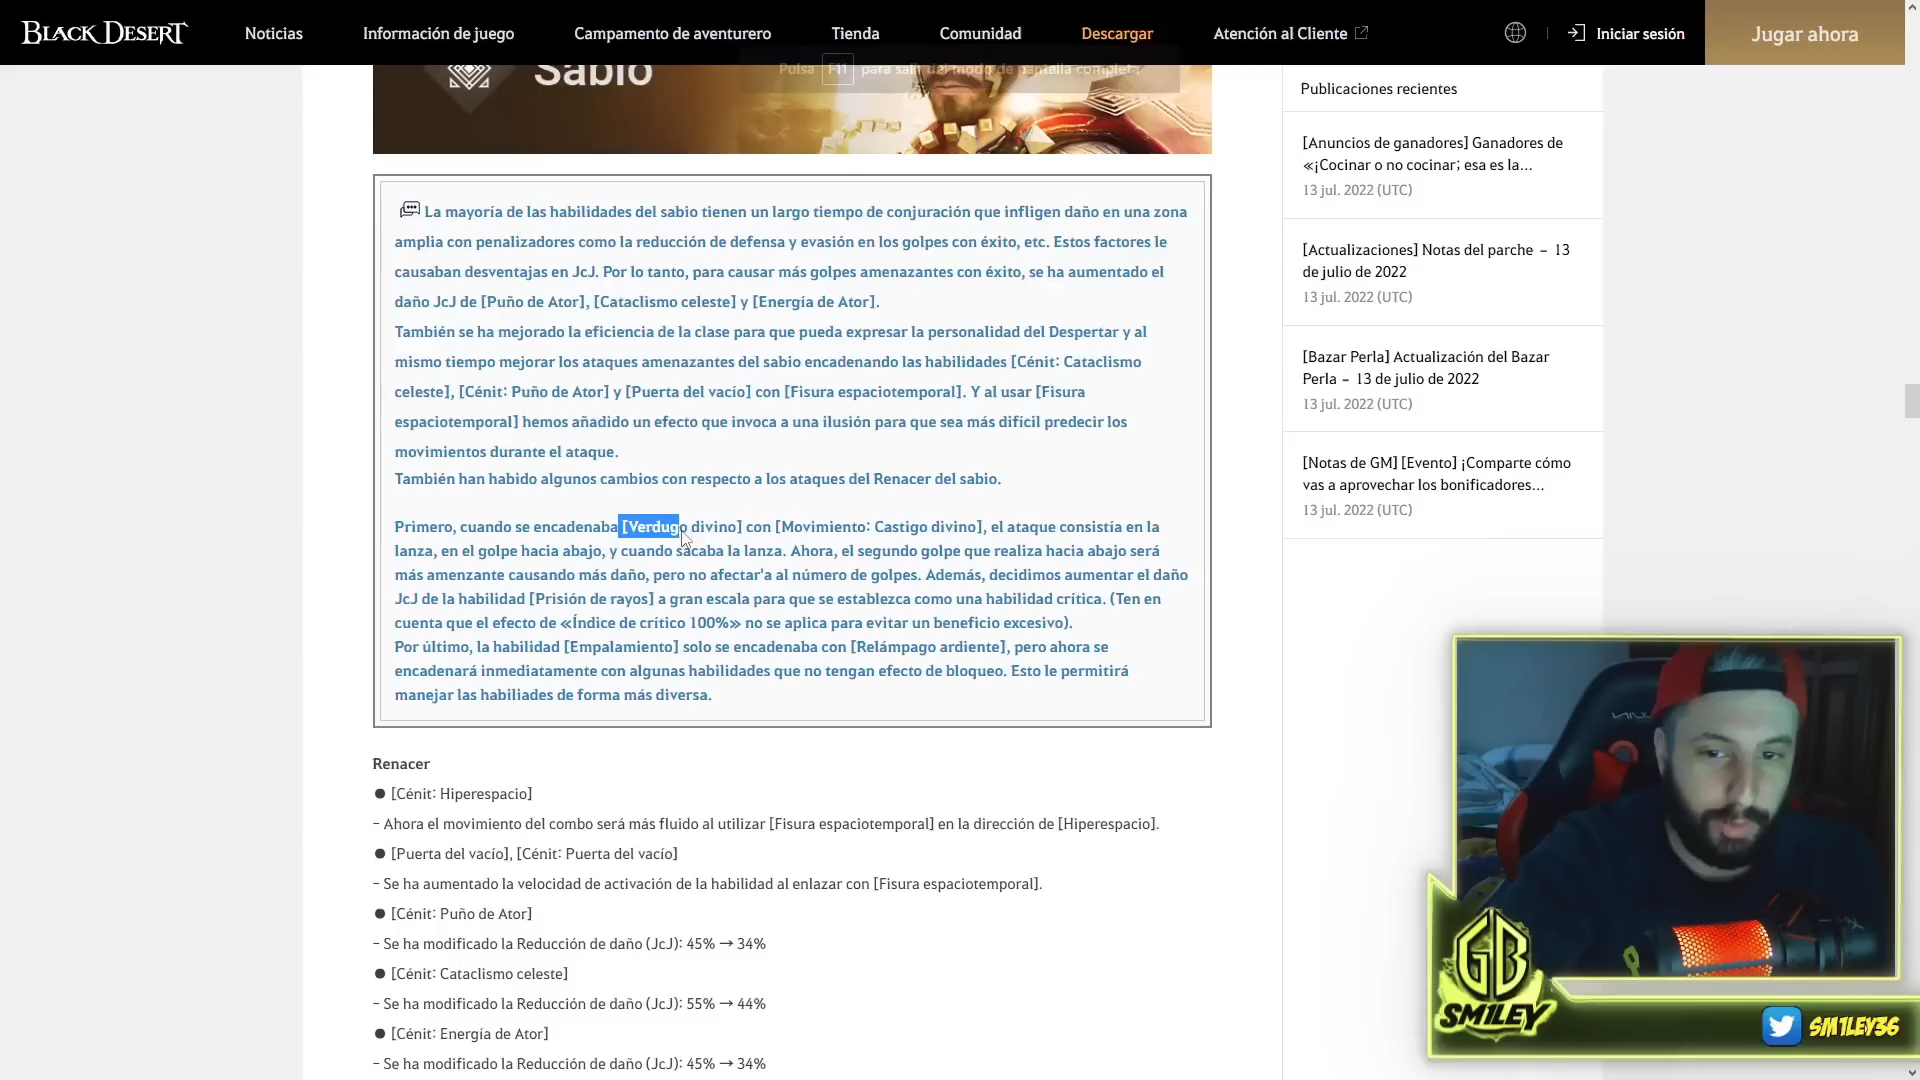 BLACK DESERT
Noticias
Información de juego
Campamento de aventurero
Tienda
Comunidad
Descargar
Atención al Cliente
Iniciar sesión
Jugar ahora
Sabio
Pulsa F11 para salir del modo de pantalla completa
La mayoría de las habilidades del sabio tienen un largo tiempo de conjuración que infligen daño en una zona
amplia con penalizadores como la reducción de defensa y evasión en los golpes con éxito, etc. Estos factores le
causaban desventajas en JcJ. Por lo tanto, para causar más golpes amenazantes con éxito, se ha aumentado el
daño JcJ de [Puño de Ator], [Cataclismo celeste] y [Energía de Ator].
También se ha mejorado la eficiencia de la clase para que pueda expresar la personalidad del Despertar y al
mismo tiempo mejorar los ataques amenazantes del sabio encadenando las habilidades [Cénit: Cataclismo
celeste], [Cénit: Puño de Ator] y [Puerta del vacío] con [Fisura espaciotemporal]. Y al usar [Fisura
espaciotemporal] hemos añadido un efecto que invoca a una ilusión para que sea más difícil predecir los
movimientos durante el ataque.
También han habido algunos cambios con respecto a los ataques del Renacer del sabio.
Primero, cuando se encadenaba [Verdugo divino] con [Movimiento: Castigo divino], el ataque consistía en la
lanza, en el golpe hacia abajo, y cuando sacaba la lanza. Ahora, el segundo golpe que realiza hacia abajo será
más amenzante causando más daño, pero no afectar'a al número de golpes. Además, decidimos aumentar el daño
JcJ de la habilidad [Prisión de rayos] a gran escala para que se establezca como una habilidad crítica. (Ten en
cuenta que el efecto de «Índice de crítico 100%» no se aplica para evitar un beneficio excesivo).
Por último, la habilidad [Empalamiento] solo se encadenaba con [Relámpago ardiente], pero ahora se
encadenará inmediatamente con algunas habilidades que no tengan efecto de bloqueo. Esto le permitirá
manejar las habiliades de forma más diversa.
Renacer
● [Cénit: Hiperespacio]
– Ahora el movimiento del combo será más fluido al utilizar [Fisura espaciotemporal] en la dirección de [Hiperespacio].
● [Puerta del vacío], [Cénit: Puerta del vacío]
– Se ha aumentado la velocidad de activación de la habilidad al enlazar con [Fisura espaciotemporal].
● [Cénit: Puño de Ator]
– Se ha modificado la Reducción de daño (JcJ): 45% → 34%
● [Cénit: Cataclismo celeste]
– Se ha modificado la Reducción de daño (JcJ): 55% → 44%
● [Cénit: Energía de Ator]
– Se ha modificado la Reducción de daño (JcJ): 45% → 34%
Publicaciones recientes
[Anuncios de ganadores] Ganadores de
«¡Cocinar o no cocinar; esa es la...
13 jul. 2022 (UTC)
[Actualizaciones] Notas del parche – 13
de julio de 2022
13 jul. 2022 (UTC)
[Bazar Perla] Actualización del Bazar
Perla – 13 de julio de 2022
13 jul. 2022 (UTC)
[Notas de GM] [Evento] ¡Comparte cómo
vas a aprovechar los bonificadores...
13 jul. 2022 (UTC)
GB
SM1LEY
SM1LEY36